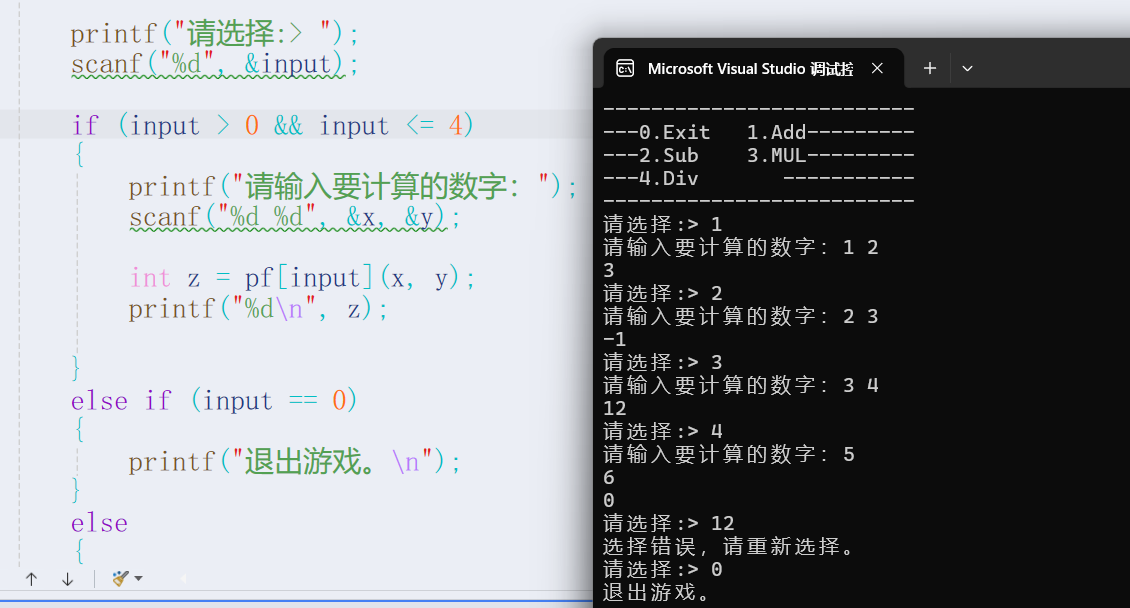 printf("请选择:> ");
scanf("%d", &input);
if (input > 0 && input <= 4)
{
printf("请输入要计算的数字: ");
scanf("%d %d", &x, &y);
int z = pf[input](x, y);
printf("%d\n", z);
}
else if (input == 0)
{
printf("退出游戏。\n");
}
else
{
Microsoft Visual Studio 调试控
--------------------------
---0.Exit   1.Add---------
---2.Sub    3.MUL---------
---4.Div       -----------
--------------------------
请选择:> 1
请输入要计算的数字: 1 2
3
请选择:> 2
请输入要计算的数字: 2 3
-1
请选择:> 3
请输入要计算的数字: 3 4
12
请选择:> 4
请输入要计算的数字: 5
6
0
请选择:> 12
选择错误，请重新选择。
请选择:> 0
退出游戏。